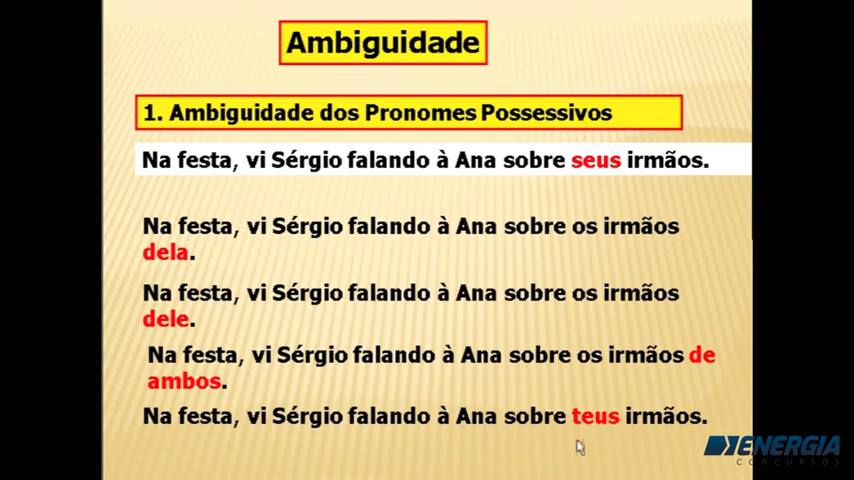 Ambiguidade
1. Ambiguidade dos Pronomes Possessivos
Na festa, vi Sérgio falando à Ana sobre seus irmãos.
Na festa, vi Sérgio falando à Ana sobre os irmãos
dela.
Na festa, vi Sérgio falando à Ana sobre os irmãos
dele.
Na festa, vi Sérgio falando à Ana sobre os irmãos de
ambos.
Na festa, vi Sérgio falando à Ana sobre teus irmãos.
ENERGIA
CONCURSOS